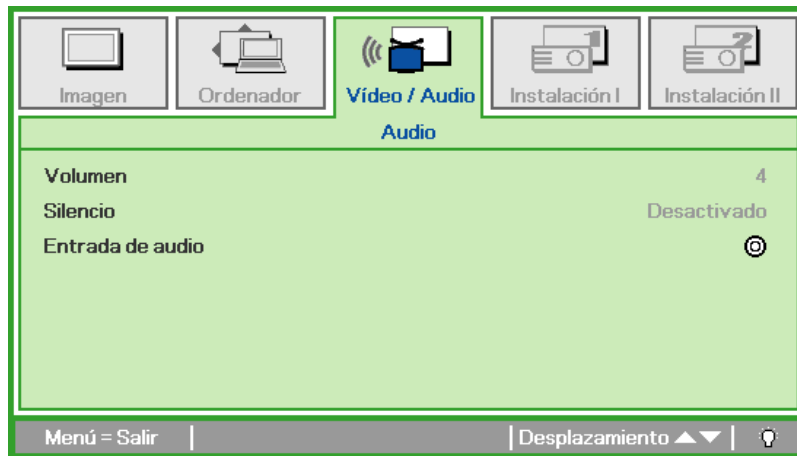 Imagen Ordenador Vídeo / Audio Instalación I Instalación II
Audio
Volumen 4
Silencio Desactivado
Entrada de audio
Menú = Salir Desplazamiento ▲▼